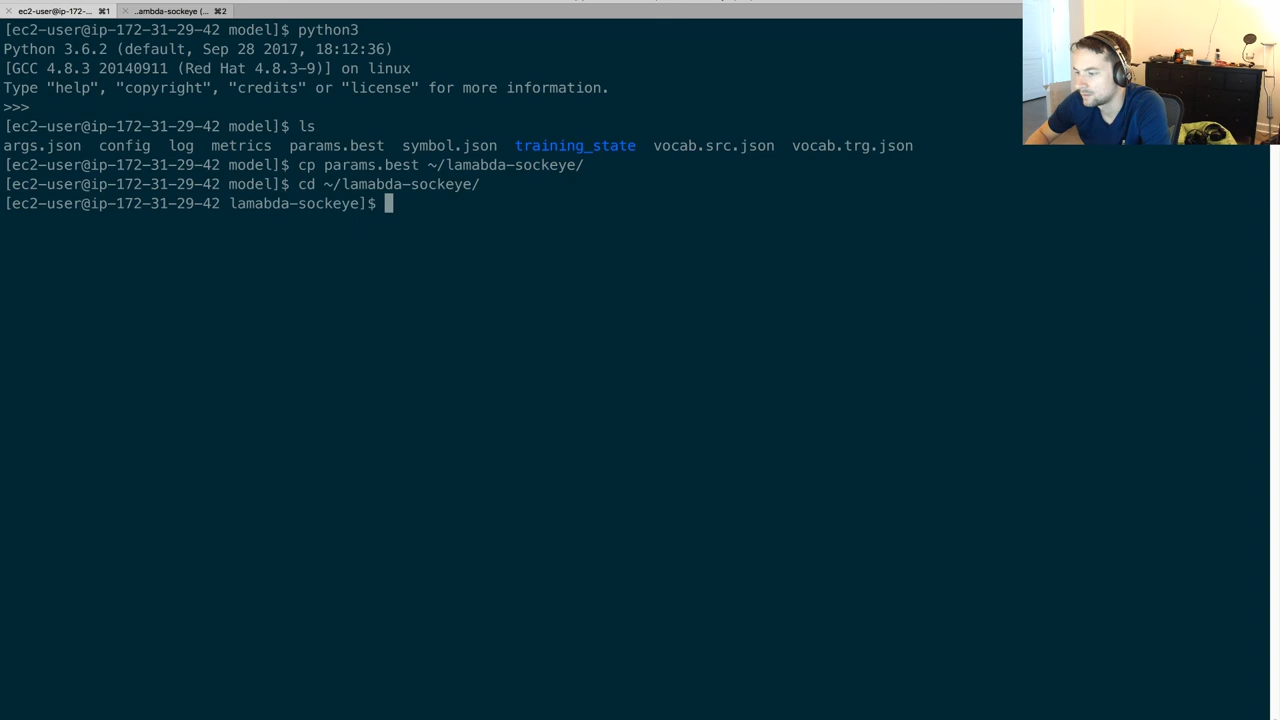 ec2-user@ip-172-... ⌘1 ..ambda-sockeye (... ⌘2
[ec2-user@ip-172-31-29-42 model]$ python3
Python 3.6.2 (default, Sep 28 2017, 18:12:36)
[GCC 4.8.3 20140911 (Red Hat 4.8.3-9)] on linux
Type "help", "copyright", "credits" or "license" for more information.
>>>
[ec2-user@ip-172-31-29-42 model]$ ls
args.json config log metrics params.best symbol.json training_state vocab.src.json vocab.trg.json
[ec2-user@ip-172-31-29-42 model]$ cp params.best ~/lamabda-sockeye/
[ec2-user@ip-172-31-29-42 model]$ cd ~/lamabda-sockeye/
[ec2-user@ip-172-31-29-42 lamabda-sockeye]$